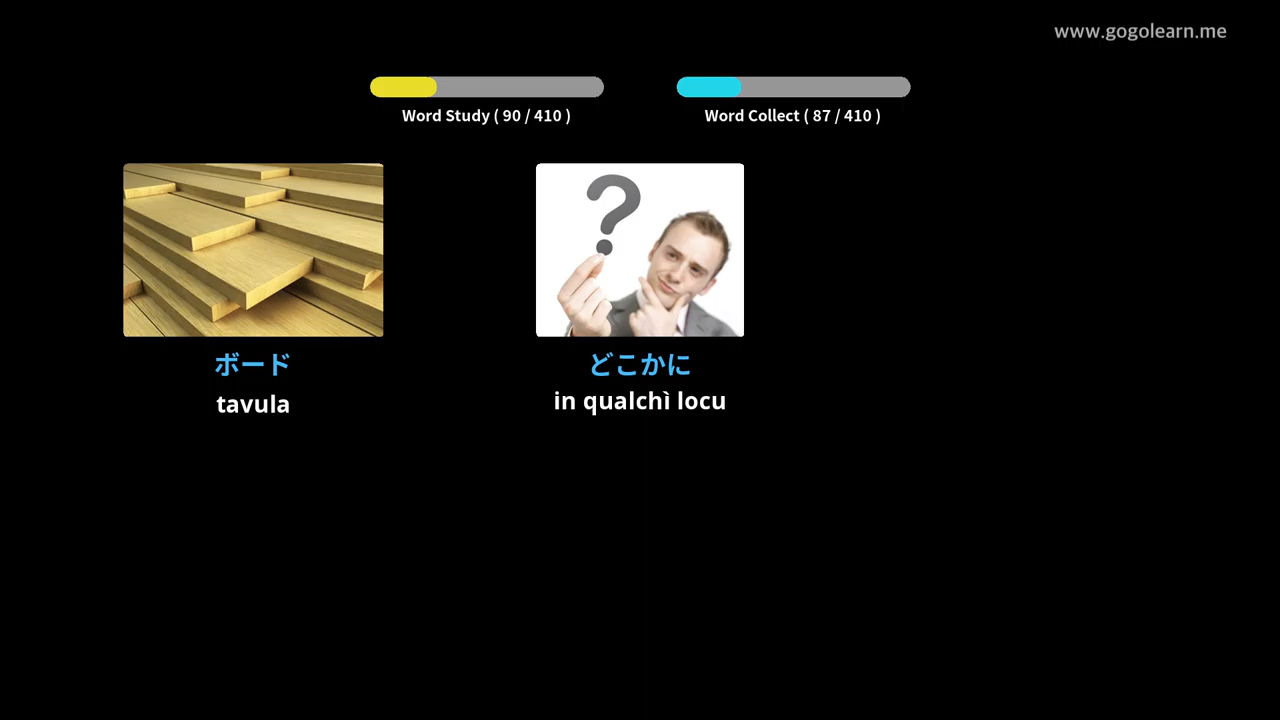 www.gogolearn.me
Word Study ( 90 / 410 )
Word Collect ( 87 / 410 )
ボード
tavula
どこかに
in qualchì locu